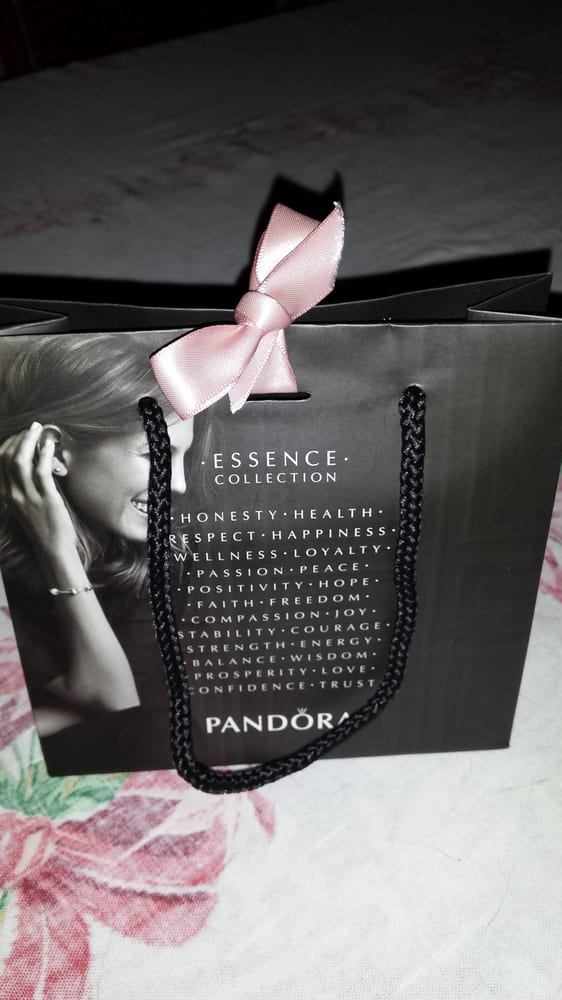 ·ESSENCE·
COLLECTION
·HONESTY·HEALTH·
RESPECT·HAPPINESS·
WELLNESS·LOYALTY·
·PASSION·PEACE·
·POSITIVITY·HOPE·
·FAITH·FREEDOM·
·COMPASSION·JOY·
STABILITY·COURAGE·
STRENGTH·ENERGY·
·BALANCE·WISDOM·
·PROSPERITY·LOVE·
CONFIDENCE·TRUST·
PANDORA